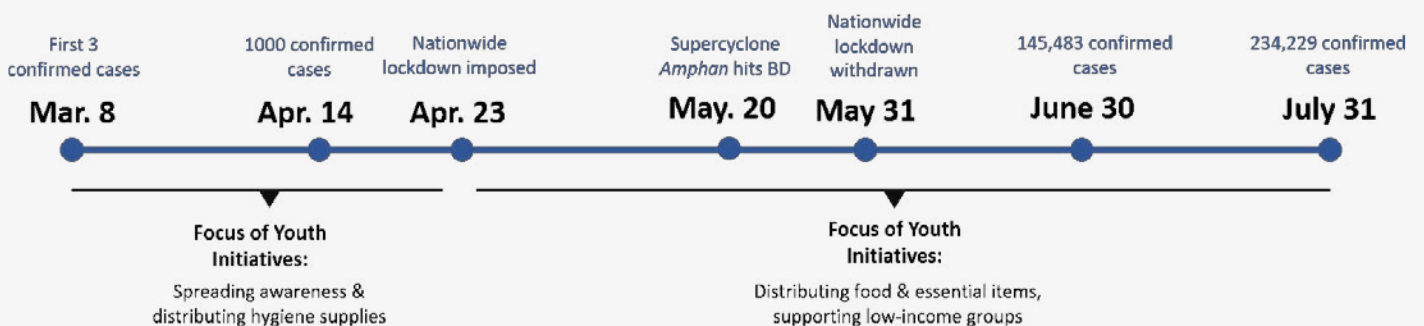 First 3
confirmed cases
Mar. 8
1000 confirmed
cases
Apr. 14
Nationwide
lockdown imposed
Apr. 23
Supercyclone
Amphan hits BD
May. 20
Nationwide
lockdown
withdrawn
May 31
145,483 confirmed
cases
June 30
234,229 confirmed
cases
July 31
Focus of Youth
Initiatives:
Spreading awareness &
distributing hygiene supplies
Focus of Youth
Initiatives:
Distributing food & essential items,
supporting low-income groups